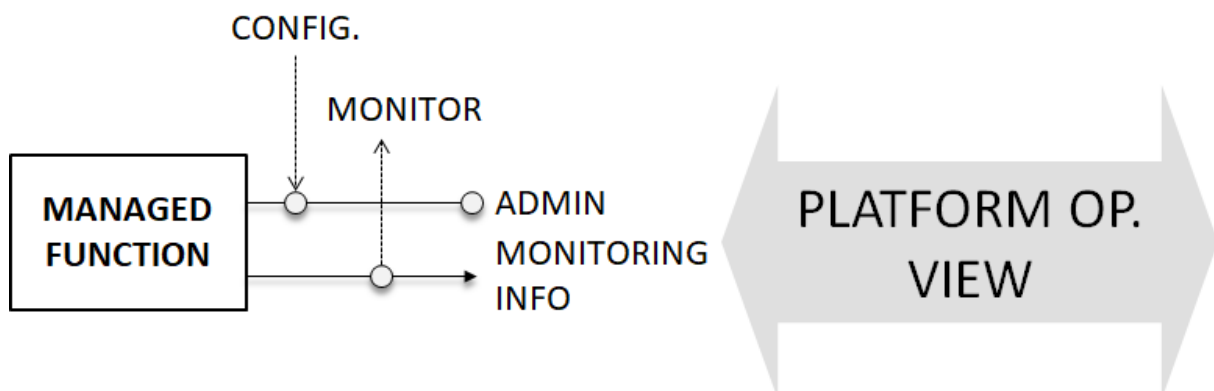 CONFIG.
MONITOR
MANAGED
FUNCTION
ADMIN
MONITORING
INFO
PLATFORM OP.
VIEW